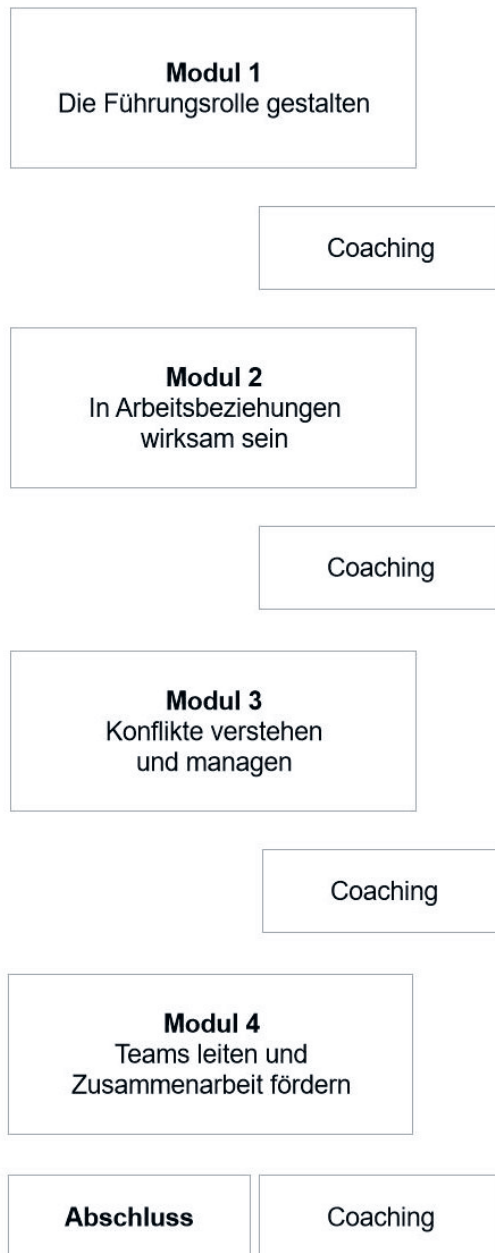 Modul 1
Die Führungsrolle gestalten
Coaching
Modul 2
In Arbeitsbeziehungen
wirksam sein
Coaching
Modul 3
Konflikte verstehen
und managen
Coaching
Modul 4
Teams leiten und
Zusammenarbeit fördern
Abschluss
Coaching